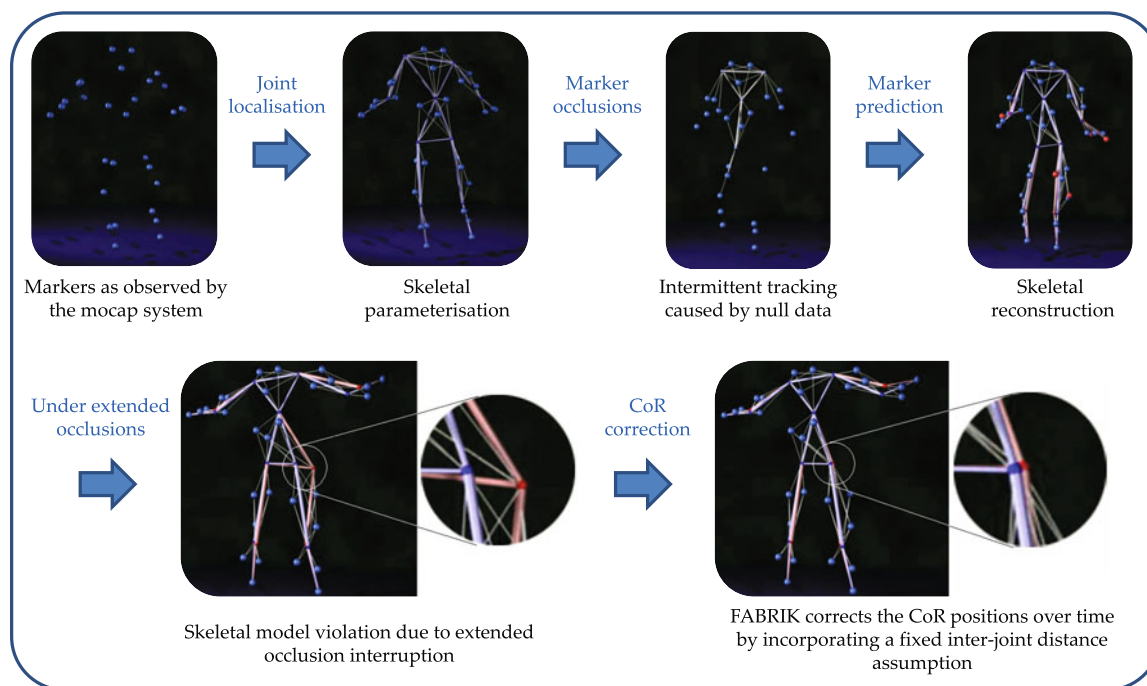 Joint
localisation
Marker
occlusions
Marker
prediction
Markers as observed by
the mocap system
Skeletal
parameterisation
Intermittent tracking
caused by null data
Skeletal
reconstruction
Under extended
occlusions
CoR
correction
Skeletal model violation due to extended
occlusion interruption
FABRIK corrects the CoR positions over time
by incorporating a fixed inter-joint distance
assumption